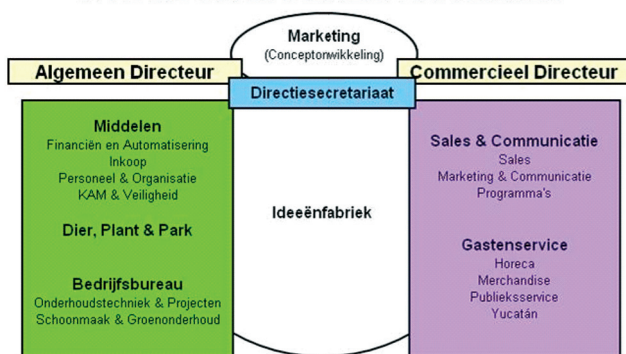 Marketing
(Conceptonwikkeling)
Algemeen Directeur
Commercieel Directeur
Directiesecretariaat
Middelen
Financiën en Automatisering
Inkoop
Personeel & Organisatie
KAM & Veiligheid
Dier, Plant & Park
Bedrijfsbureau
Onderhoudstechniek & Projecten
Schoonmaak & Groenonderhoud
Ideeënfabriek
Sales & Communicatie
Sales
Marketing & Communicatie
Programma's
Gastenservice
Horeca
Merchandise
Publieksservice
Yucatán